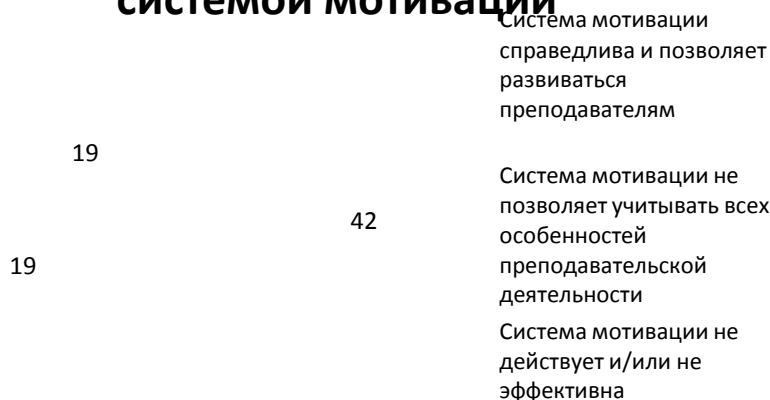 системой мотивации
Система мотивации
справедлива и позволяет
развиваться
преподавателям
19
Система мотивации не
позволяет учитывать всех
42
особенностей
19
преподавательской
деятельности
Система мотивации не
действует и/или не
эффективна